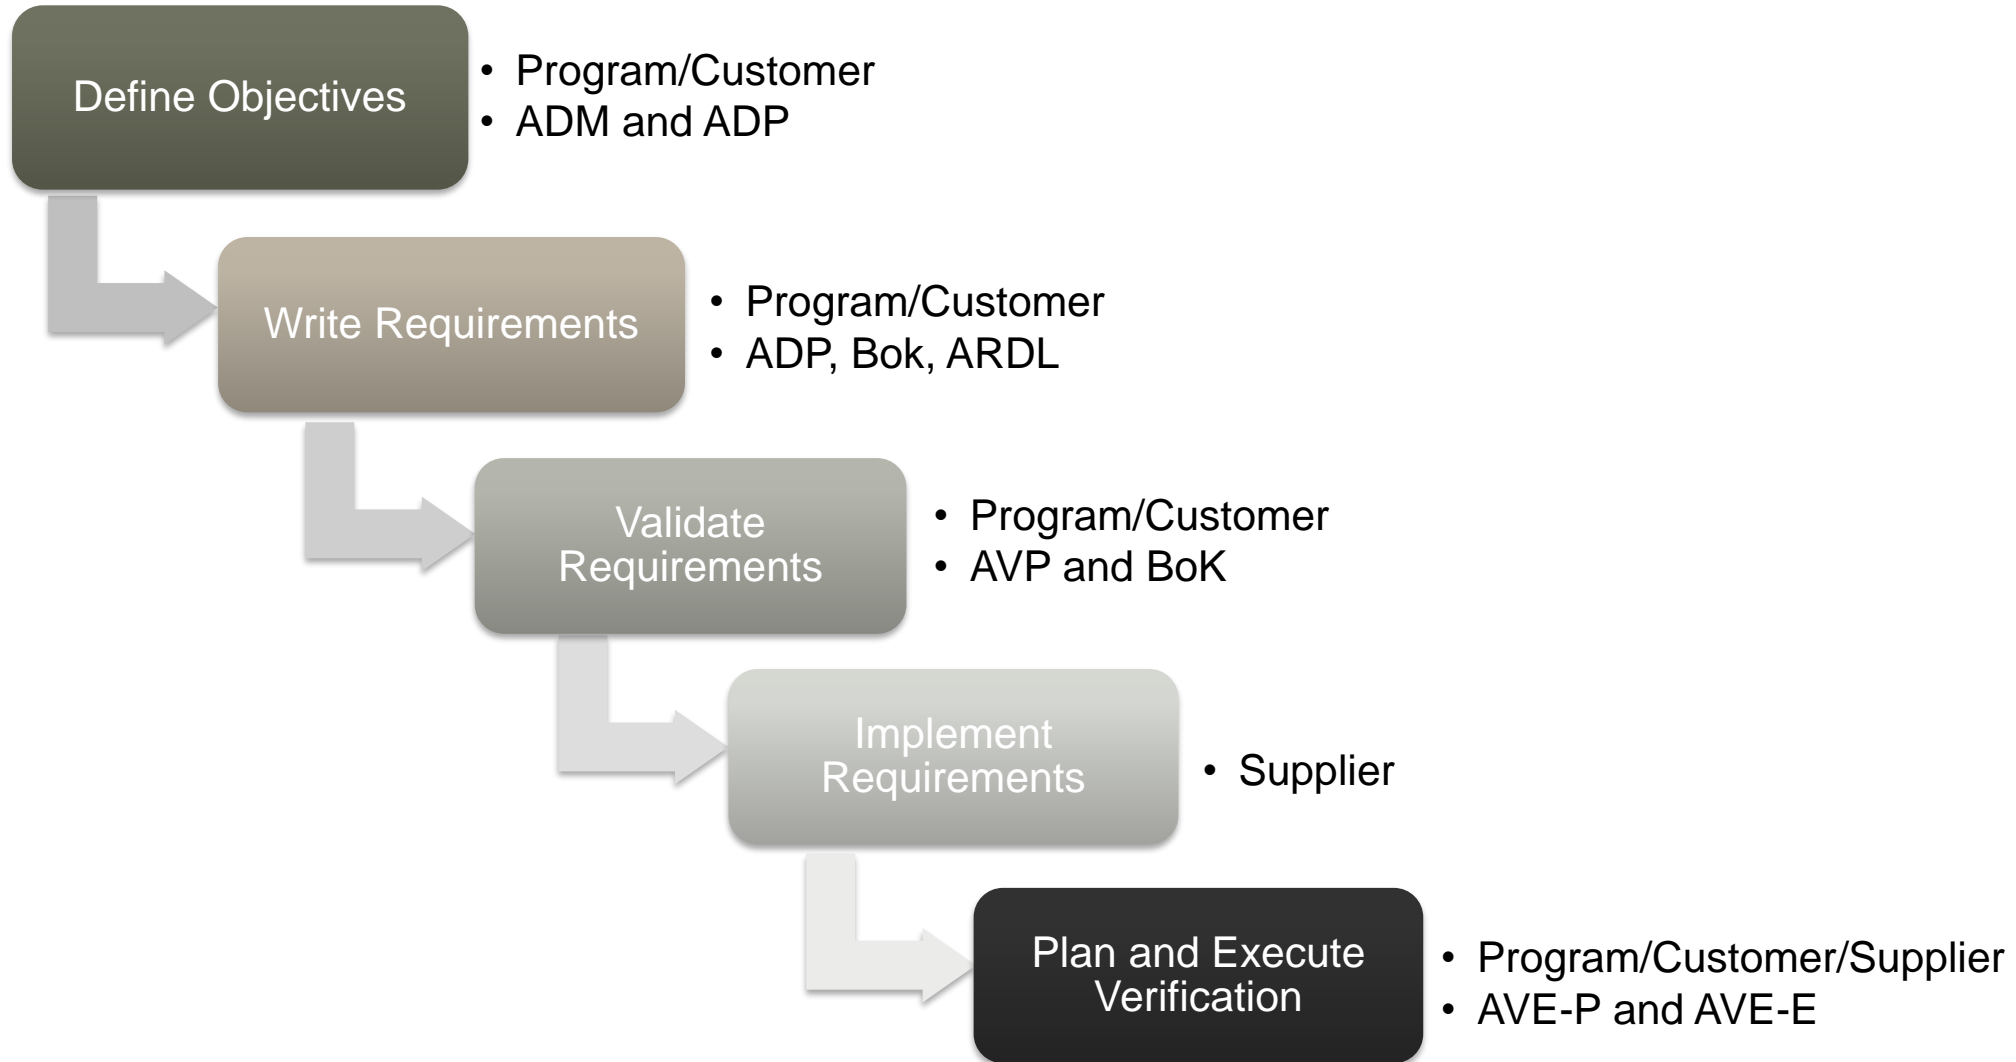 Define Objectives
• Program/Customer
• ADM and ADP
Write Requirements
• Program/Customer
• ADP, Bok, ARDL
Validate
Requirements
• Program/Customer
• AVP and BoK
Implement
Requirements
• Supplier
Plan and Execute
Verification
• Program/Customer/Supplier
• AVE-P and AVE-E